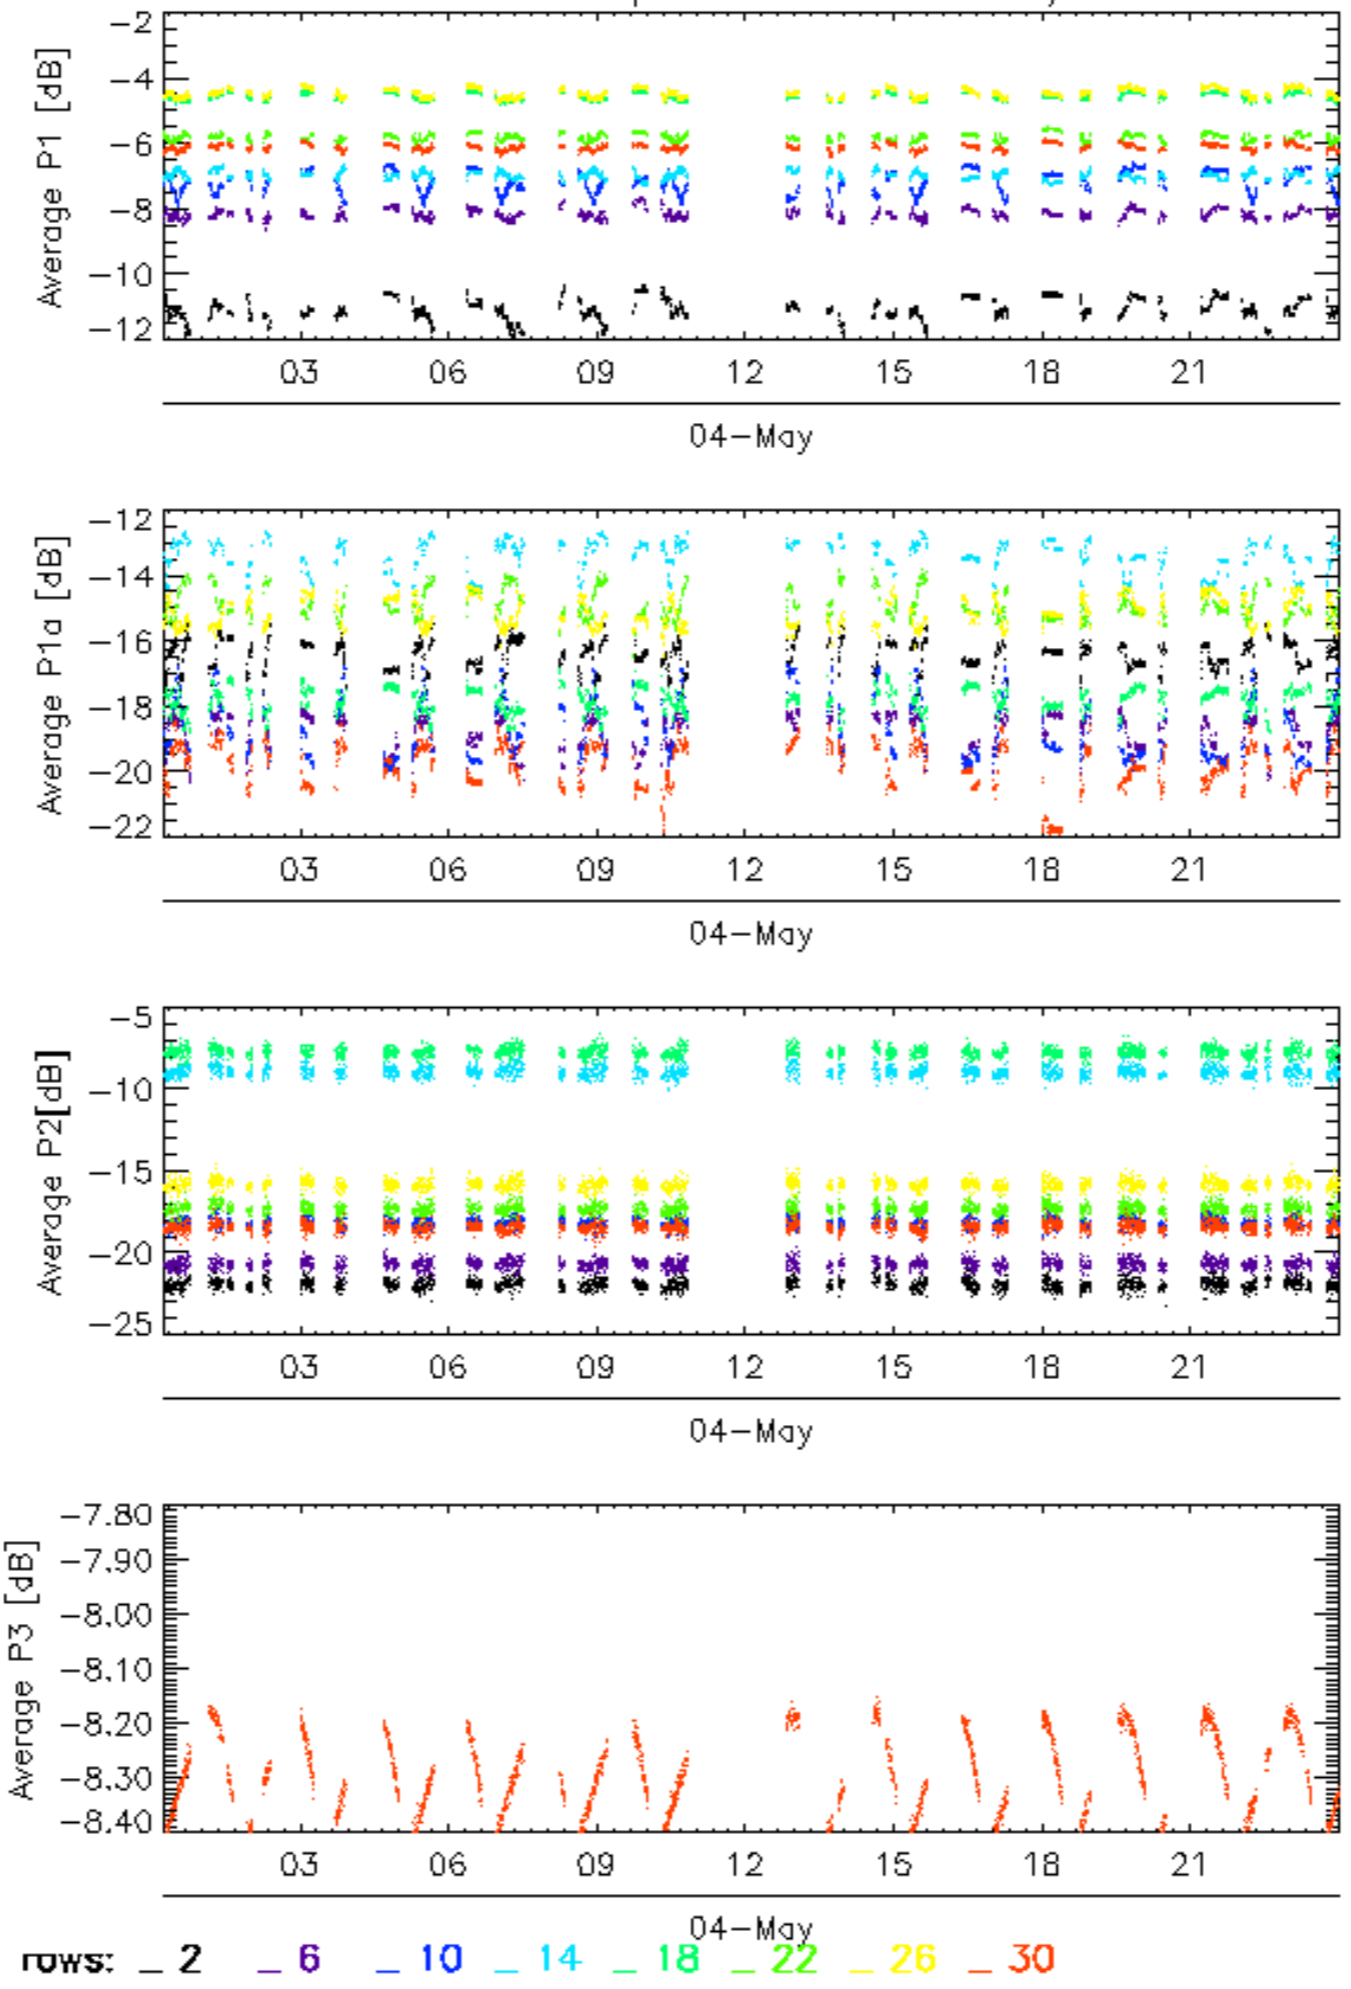 Average P1 [dB]
-2
-4
-6
-8
-10
-12
03 06 09 12 15 18 21
04-May
Average P1a [dB]
-12
-14
-16
-18
-20
-22
03 06 09 12 15 18 21
04-May
Average P2[dB]
-5
-10
-15
-20
-25
03 06 09 12 15 18 21
04-May
Average P3 [dB]
-7.80
-7.90
-8.00
-8.10
-8.20
-8.30
-8.40
03 06 09 12 15 18 21
04-May
rows: _ 2 _ 6 _ 10 _ 14 _ 18 _ 22 _ 26 _ 30